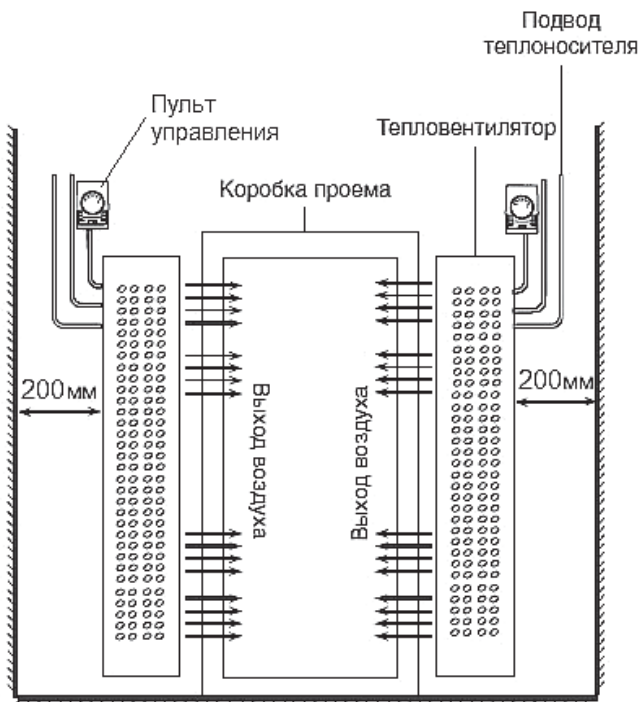 Подвод
теплоносителя
Пульт
управления
Тепловентилятор
Коробка проема
200мм
200мм
Выход воздуха
Выход воздуха